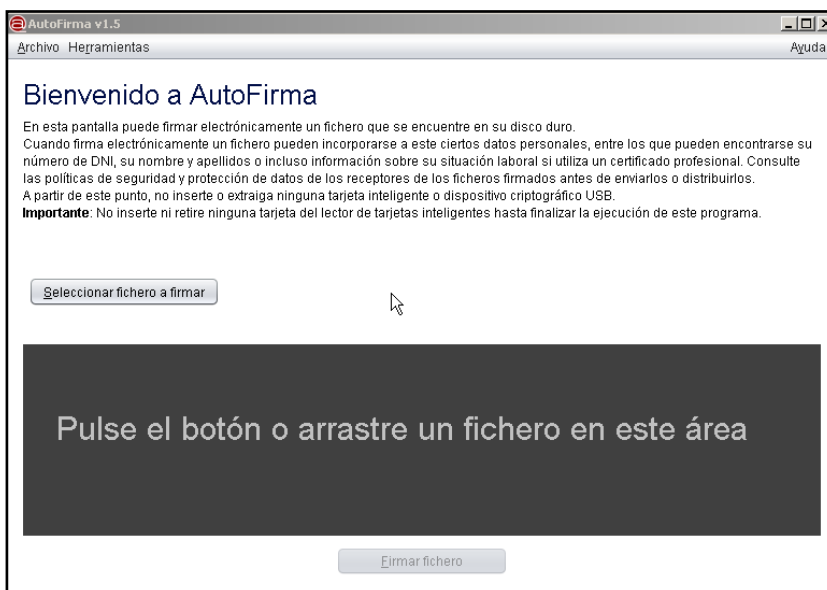 AutoFirma v1.5
Archivo Herramientas Ayuda
Bienvenido a AutoFirma
En esta pantalla puede firmar electrónicamente un fichero que se encuentre en su disco duro.
Cuando firma electrónicamente un fichero pueden incorporarse a este ciertos datos personales, entre los que pueden encontrarse su
número de DNI, su nombre y apellidos o incluso información sobre su situación laboral si utiliza un certificado profesional. Consulte
las políticas de seguridad y protección de datos de los receptores de los ficheros firmados antes de enviarlos o distribuirlos.
A partir de este punto, no inserte o extraiga ninguna tarjeta inteligente o dispositivo criptográfico USB.
Importante: No inserte ni retire ninguna tarjeta del lector de tarjetas inteligentes hasta finalizar la ejecución de este programa.
Seleccionar fichero a firmar
Pulse el botón o arrastre un fichero en este área
Firmar fichero